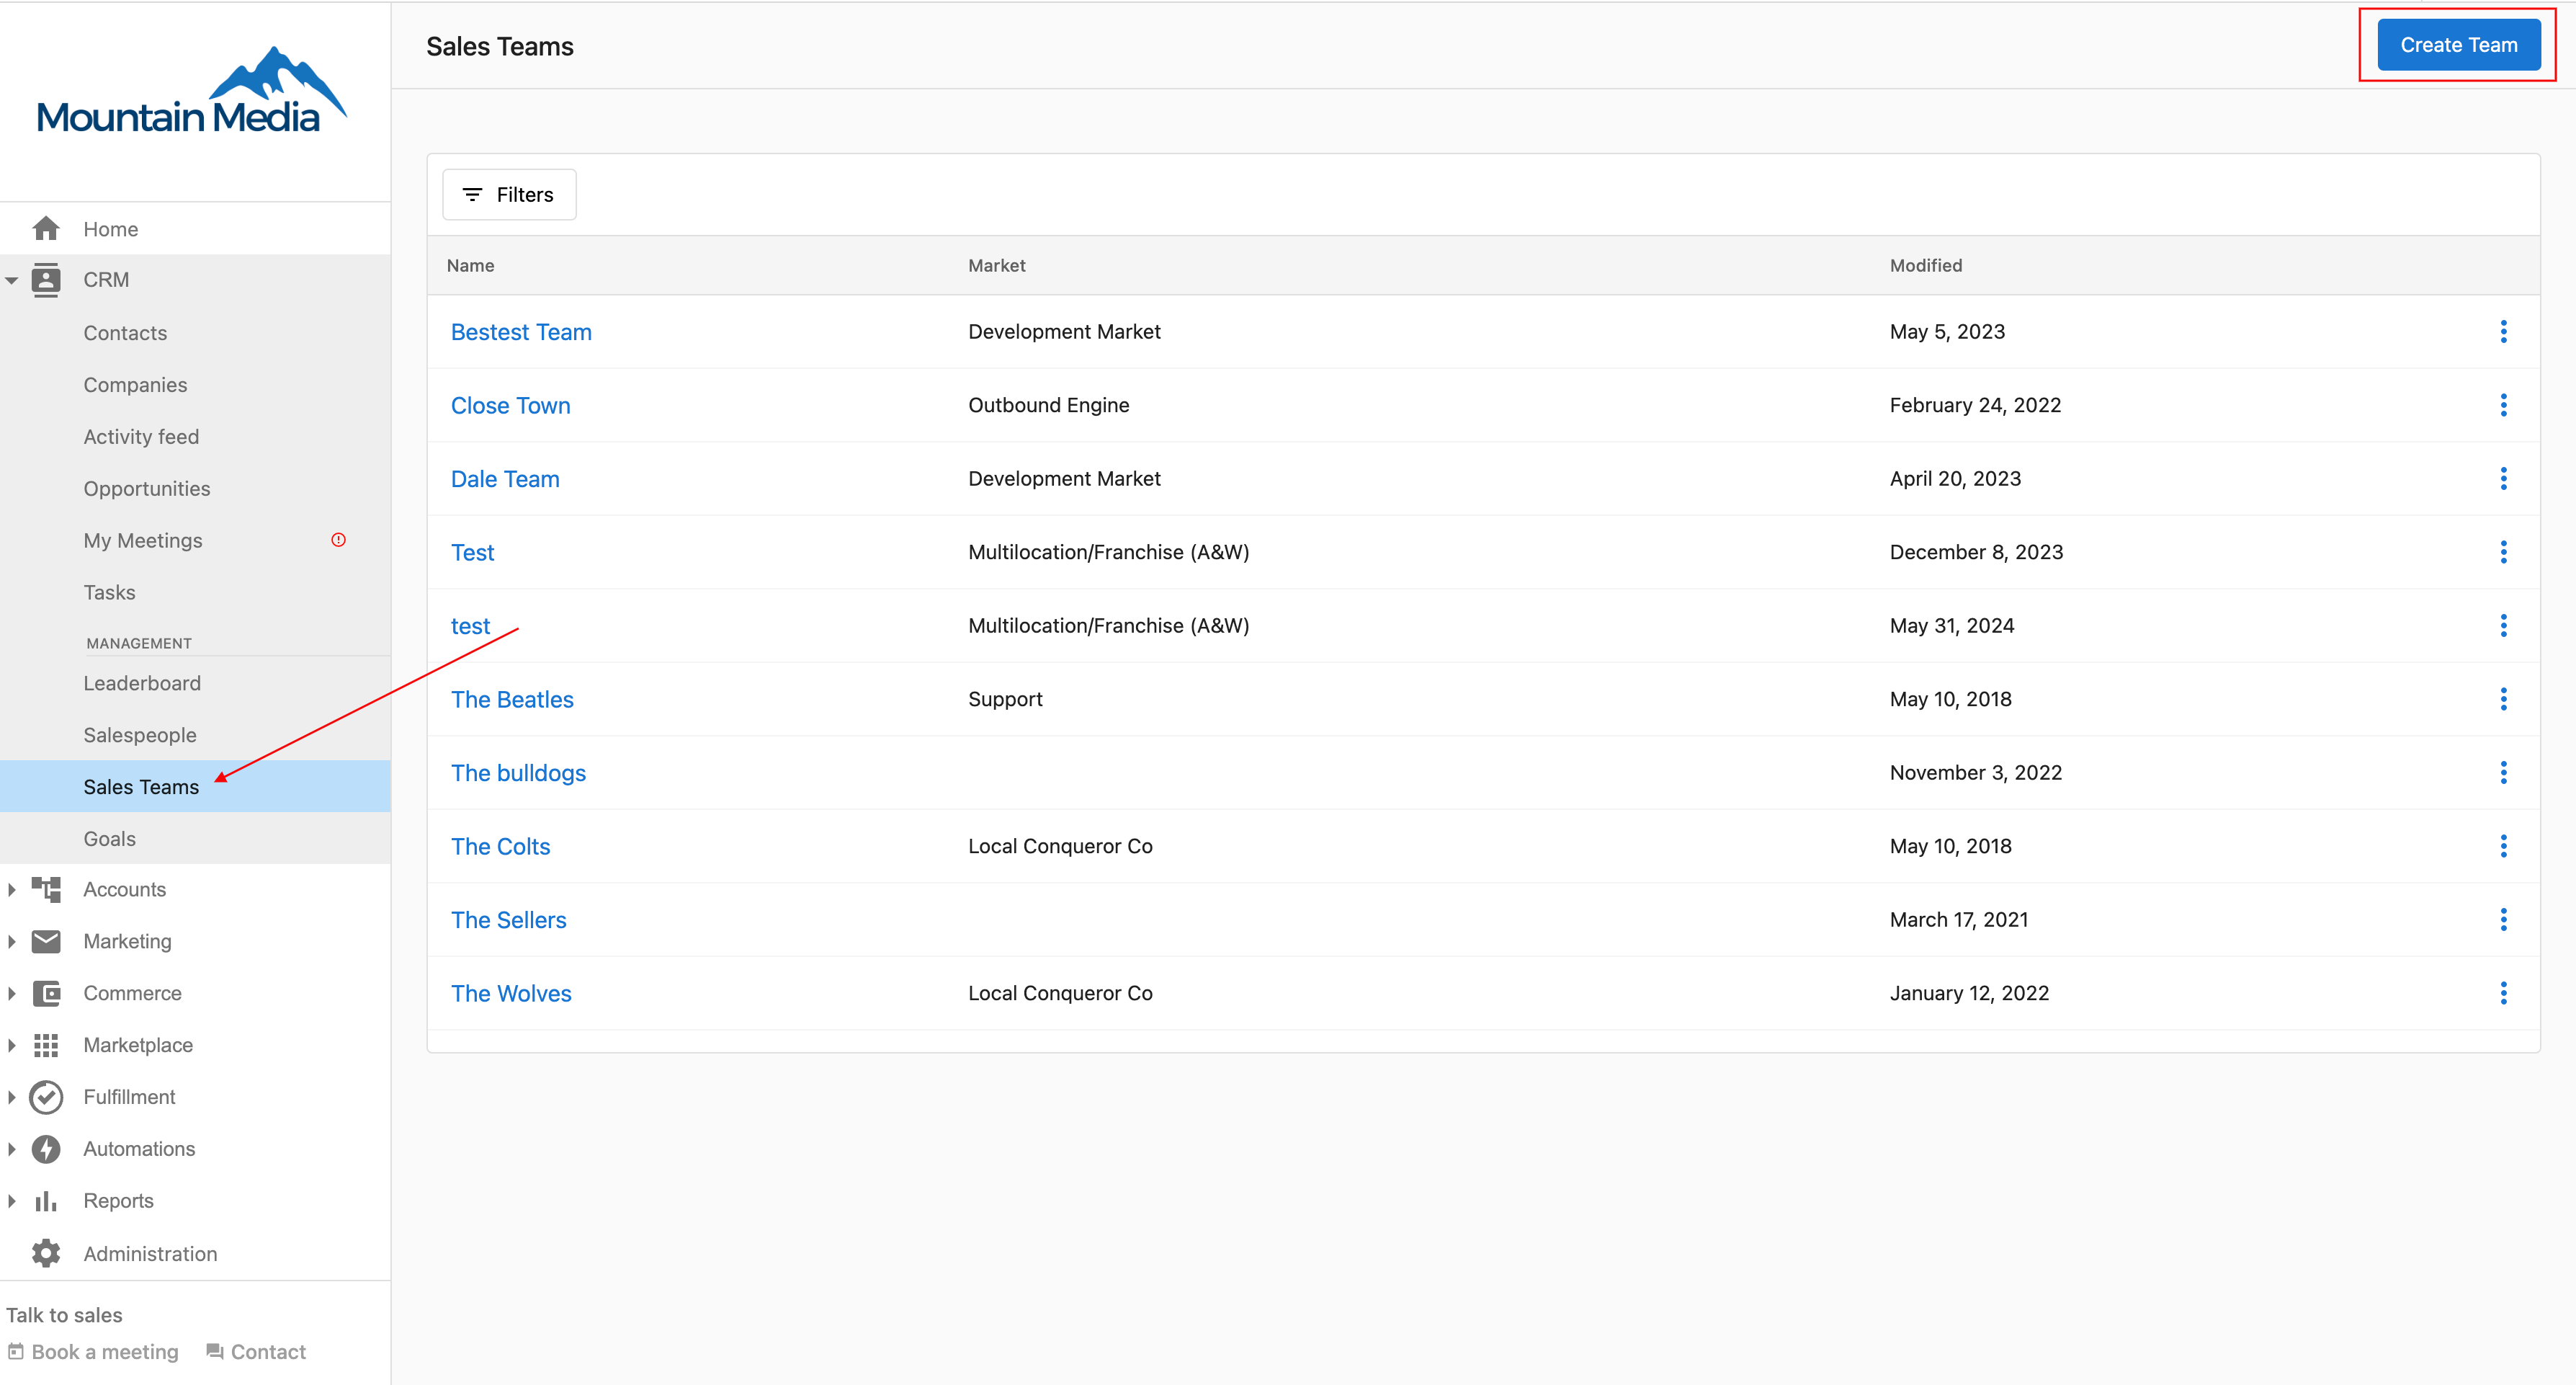 Mountain Media
Home
CRM
Contacts
Companies
Activity feed
Opportunities
My Meetings
Tasks
MANAGEMENT
Leaderboard
Salespeople
Sales Teams
Goals
Accounts
Marketing
Commerce
Marketplace
Fulfillment
Automations
Reports
Administration
Talk to sales
Book a meeting Contact
Sales Teams
Create Team
Filters
Name Market Modified
Bestest Team Development Market May 5, 2023
Close Town Outbound Engine February 24, 2022
Dale Team Development Market April 20, 2023
Test Multilocation/Franchise (A&W) December 8, 2023
test Multilocation/Franchise (A&W) May 31, 2024
The Beatles Support May 10, 2018
The bulldogs November 3, 2022
The Colts Local Conqueror Co May 10, 2018
The Sellers March 17, 2021
The Wolves Local Conqueror Co January 12, 2022